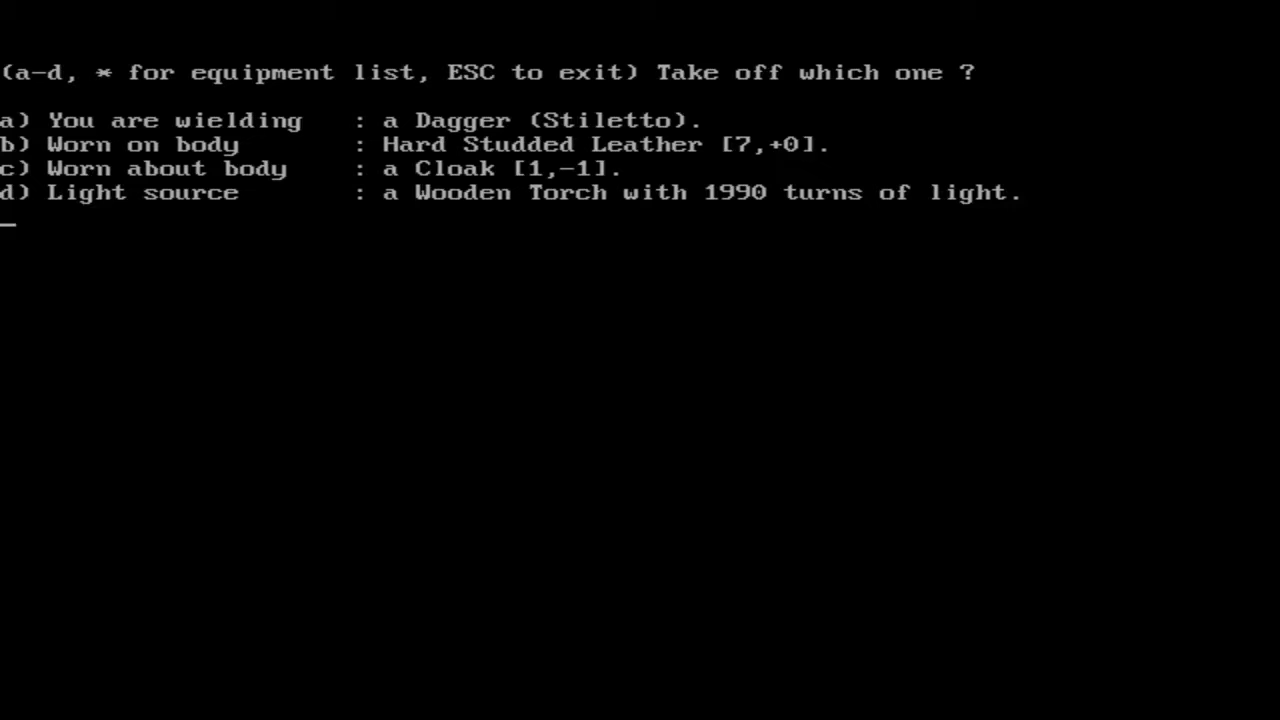 (a-d, * for equipment list, ESC to exit) Take off which one ?
a) You are wielding : a Dagger (Stiletto).
b) Worn on body : Hard Studded Leather [7,+0].
c) Worn about body : a Cloak [1,-1].
d) Light source : a Wooden Torch with 1990 turns of light.